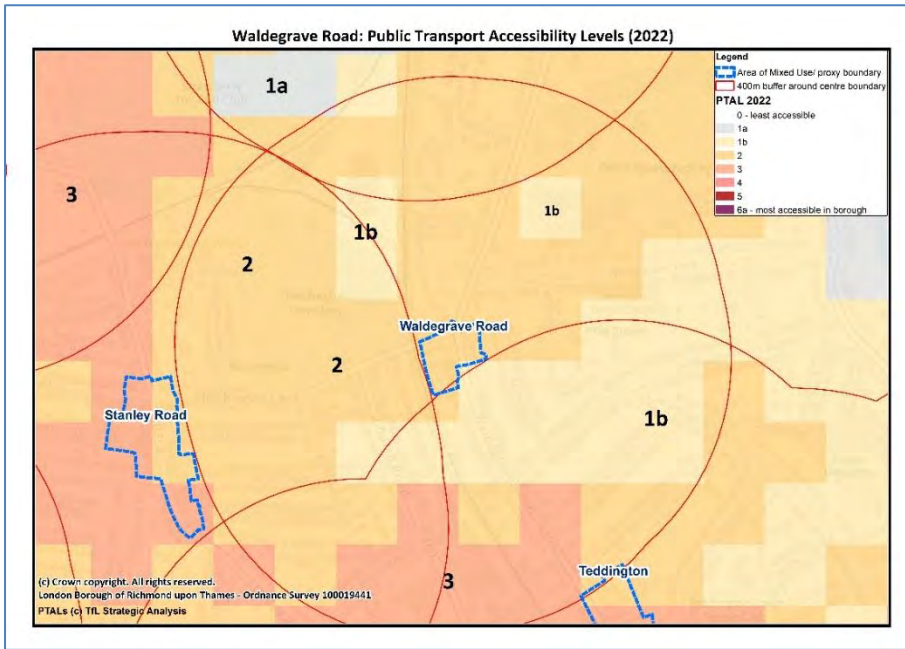 Waldegrave Road: Public Transport Accessibility Levels (2022)
Legend
Area of Mixed Use/ proxy boundary
400m buffer around centre boundary
PTAL 2022
0 - least accessible
1a
1b
2
3
4
5
6a - most accessible in borough
1a
3
1b
1b
2
Waldegrave Road
2
Stanley Road
1b
Teddington
3
(c) Crown copyright. All rights reserved.
London Borough of Richmond upon Thames - Ordnance Survey 100019441
PTALs (c) TfL Strategic Analysis